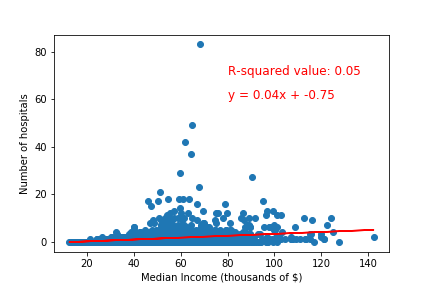 80
60
40
20
0
Number of hospitals
R-squared value: 0.05
y = 0.04x + -0.75
20 40 60 80 100 120 140
Median Income (thousands of $)